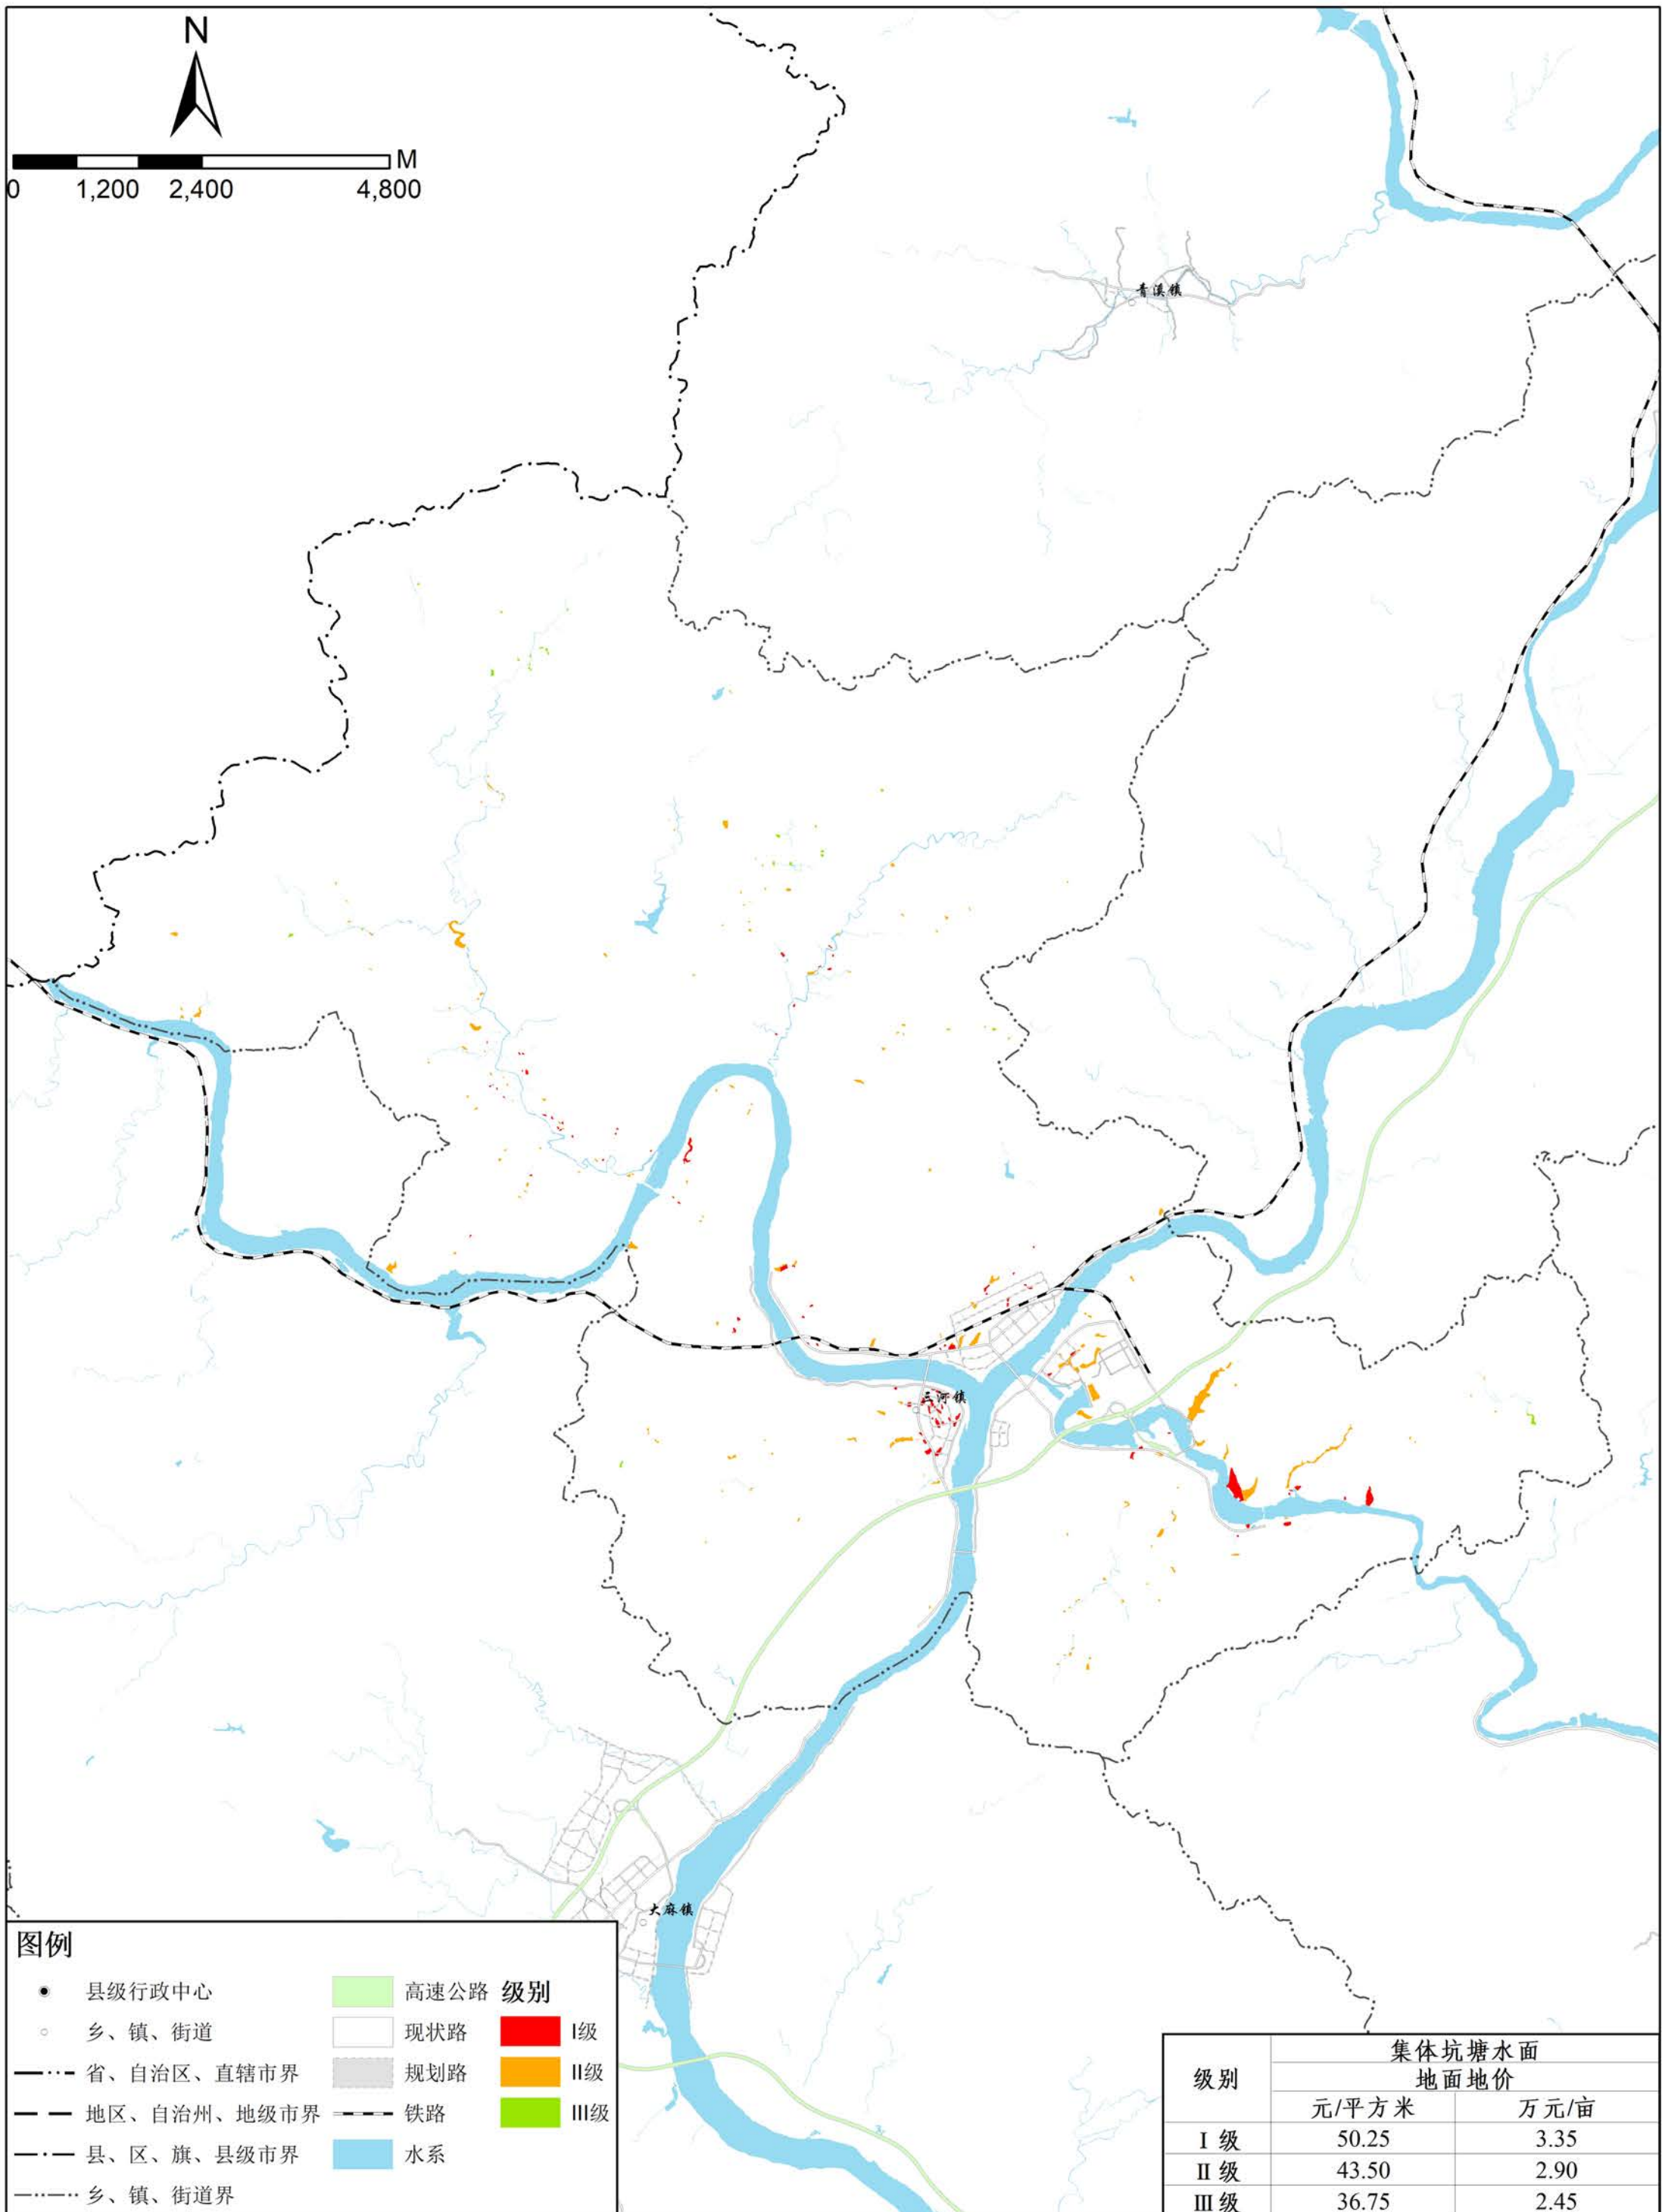 N
M
0 1,200 2,400 4,800
青溪镇
三河镇
大麻镇
图例
县级行政中心
乡、镇、街道
省、自治区、直辖市界
地区、自治州、地级市界
县、区、旗、县级市界
乡、镇、街道界
高速公路
现状路
规划路
铁路
水系
级别
I级
II级
III级
级别
集体坑塘水面
地面地价
元/平方米 万元/亩
Ⅰ级 50.25 3.35
Ⅱ级 43.50 2.90
Ⅲ级 36.75 2.45